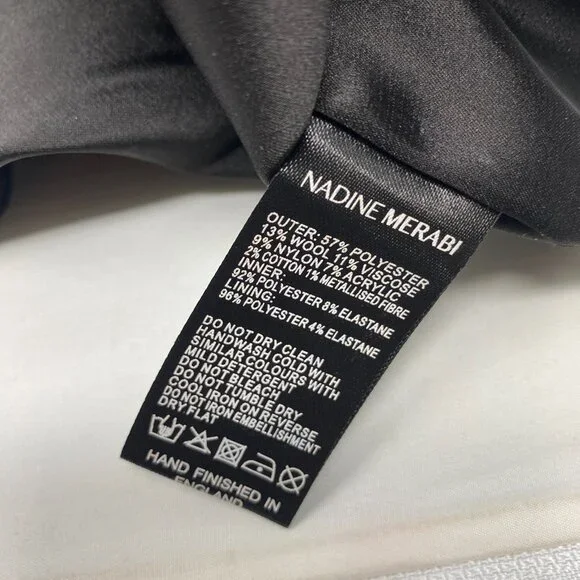 NADINE MERABI
OUTER: 57% POLYESTER
13% WOOL 11% VISCOSE
9% NYLON 7% ACRYLIC
2% COTTON 1% METALLISED FIBRE
INNER:
92% POLYESTER 8% ELASTANE
LINING:
96% POLYESTER 4% ELASTANE
DO NOT DRY CLEAN
HANDWASH COLD WITH
SIMILAR COLOURS WITH
MILD DETERGENT
DO NOT BLEACH
DO NOT TUMBLE DRY
COOL IRON ON REVERSE
DO NOT IRON EMBELLISHMENT
DRY FLAT
HAND FINISHED IN
ENGLAND